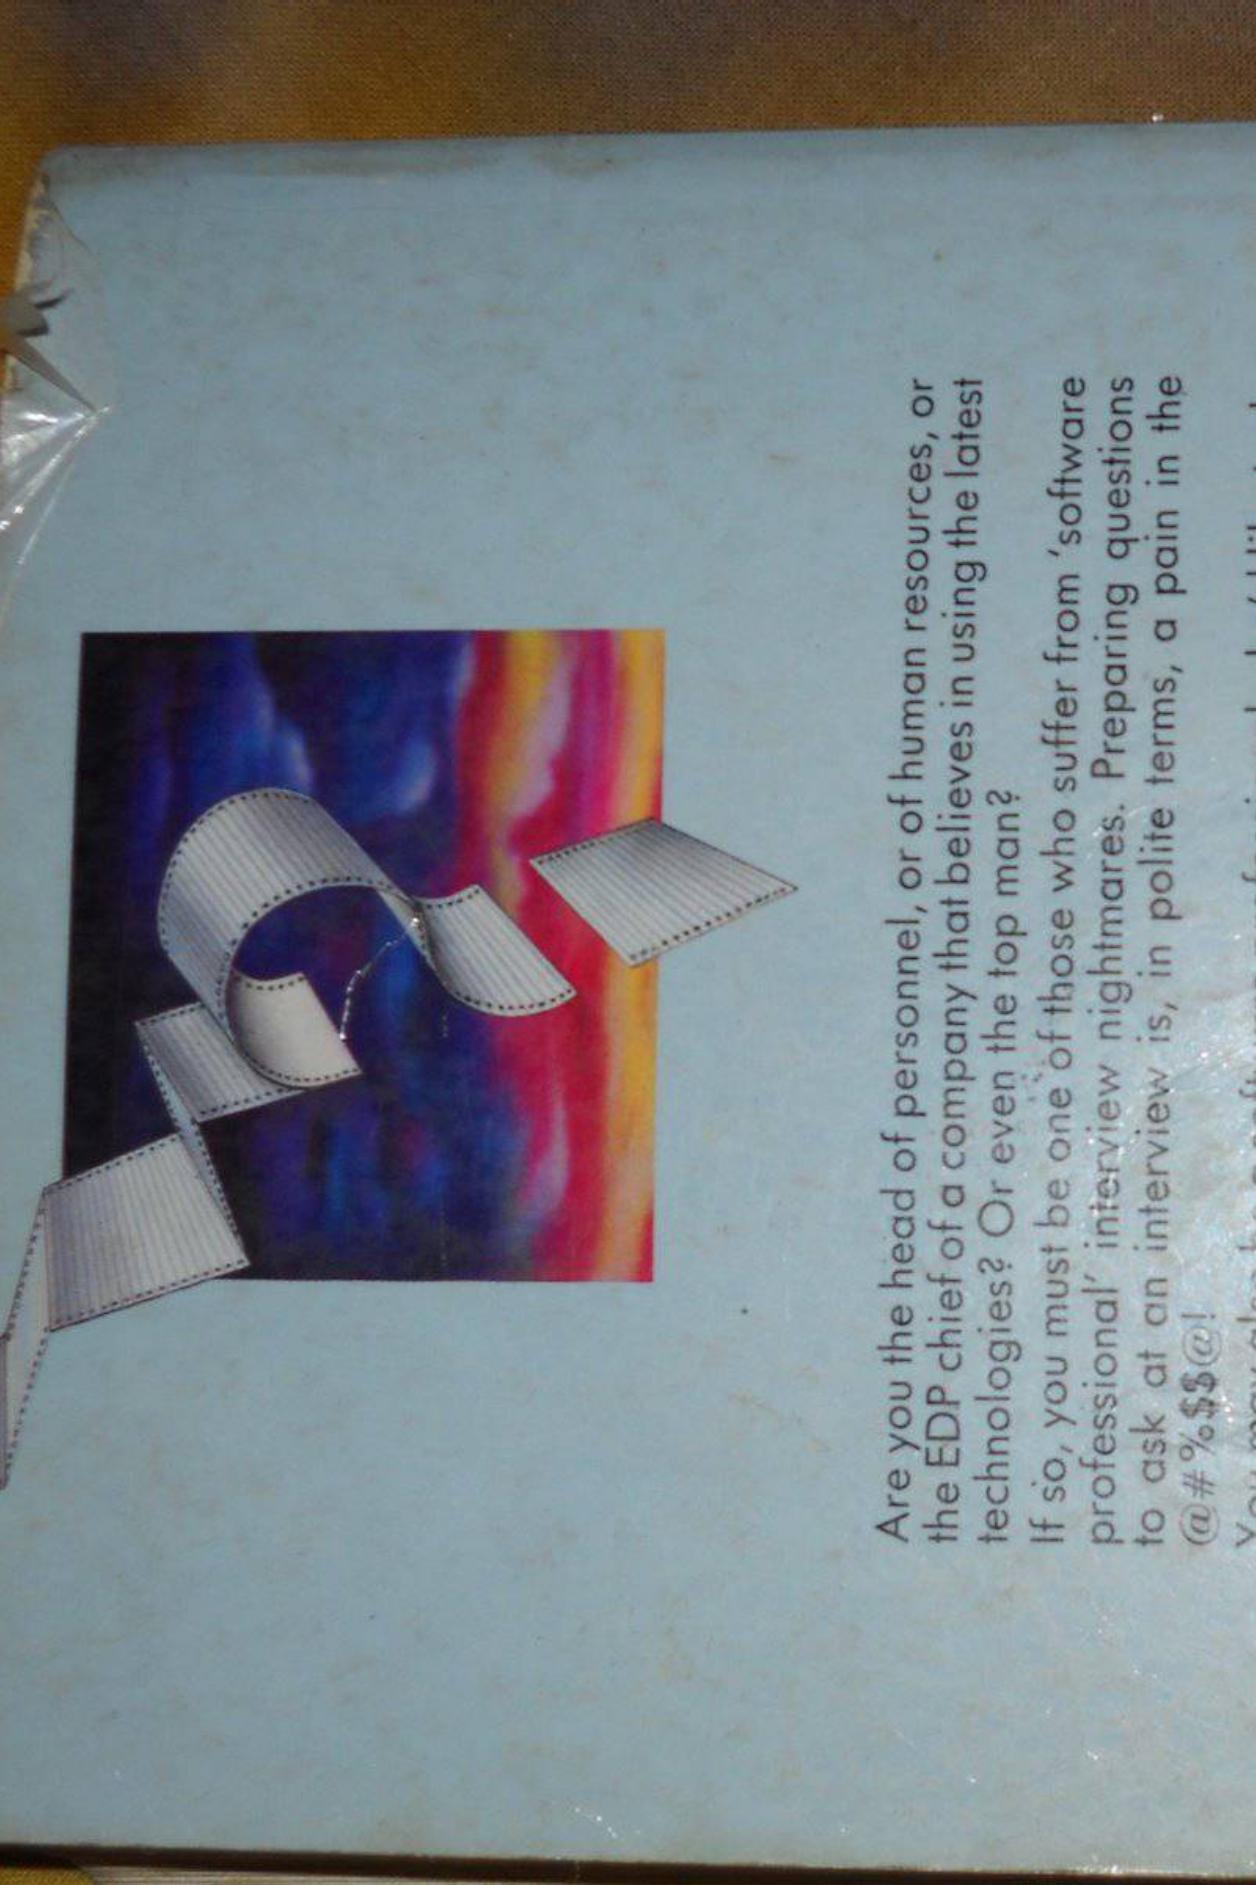 Are you the head of personnel, or of human resources, or
the EDP chief of a company that believes in using the latest
technologies? Or even the top man?
If so, you must be one of those who suffer from 'software
professional' interview nightmares. Preparing questions
to ask at an interview is, in polite terms, a pain in the
@#%$$@!